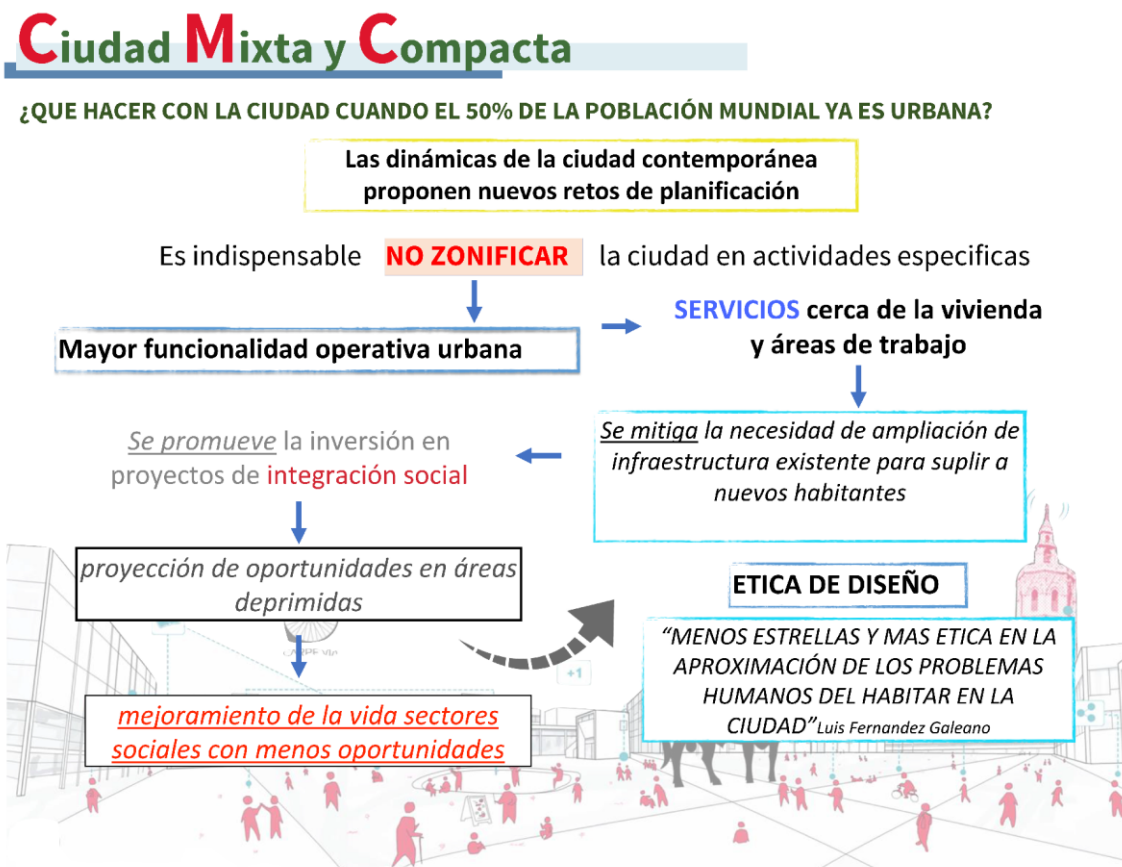 Ciudad Mixta y Compacta
¿QUE HACER CON LA CIUDAD CUANDO EL 50% DE LA POBLACIÓN MUNDIAL YA ES URBANA?
Las dinámicas de la ciudad contemporánea
proponen nuevos retos de planificación
Es indispensable NO ZONIFICAR la ciudad en actividades especificas
Mayor funcionalidad operativa urbana
SERVICIOS cerca de la vivienda
y áreas de trabajo
Se mitiga la necesidad de ampliación de
infraestructura existente para suplir a
nuevos habitantes
Se promueve la inversión en
proyectos de integración social
proyección de oportunidades en áreas
deprimidas
mejoramiento de la vida sectores
sociales con menos oportunidades
ETICA DE DISEÑO
“MENOS ESTRELLAS Y MAS ETICA EN LA
APROXIMACIÓN DE LOS PROBLEMAS
HUMANOS DEL HABITAR EN LA
CIUDAD”Luis Fernandez Galeano
+1